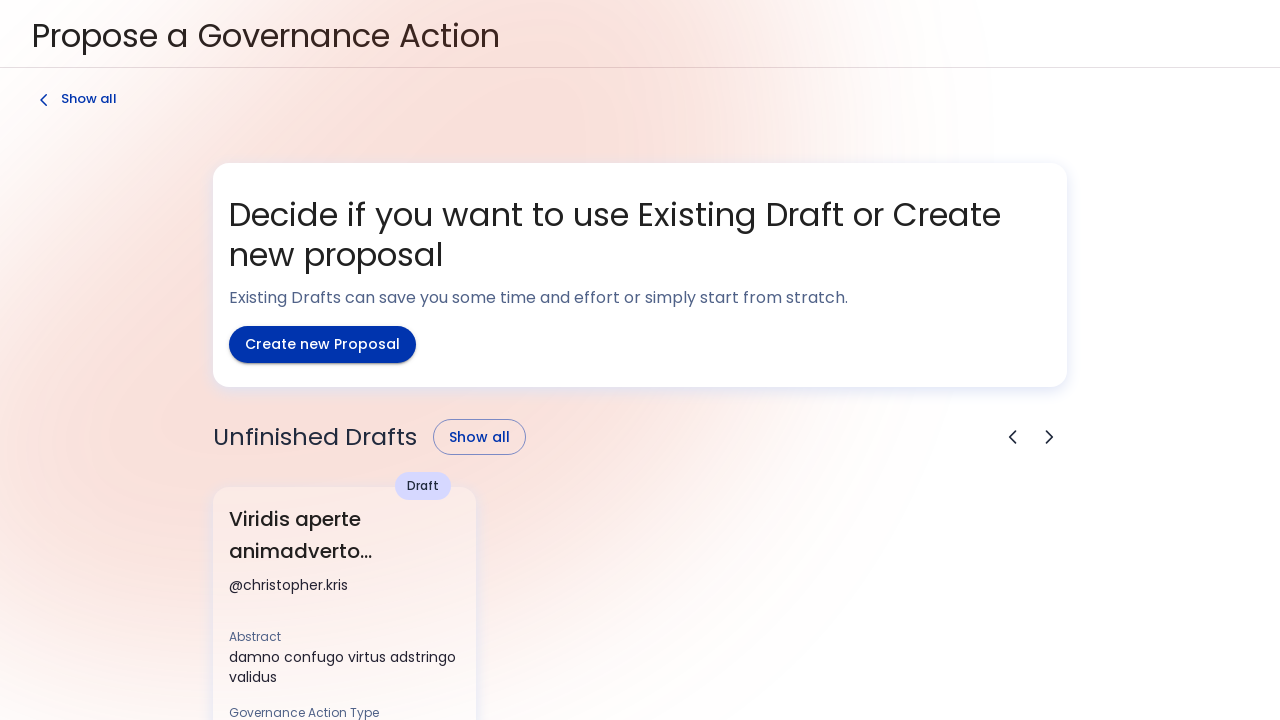 Propose a Governance Action
Show all
Decide if you want to use Existing Draft or Create
new proposal
Existing Drafts can save you some time and effort or simply start from stratch.
Create new Proposal
Unfinished Drafts
Show all
Draft
Viridis aperte
animadverto...
@christopher.kris
Abstract
damno confugo virtus adstringo
validus
Governance Action Type